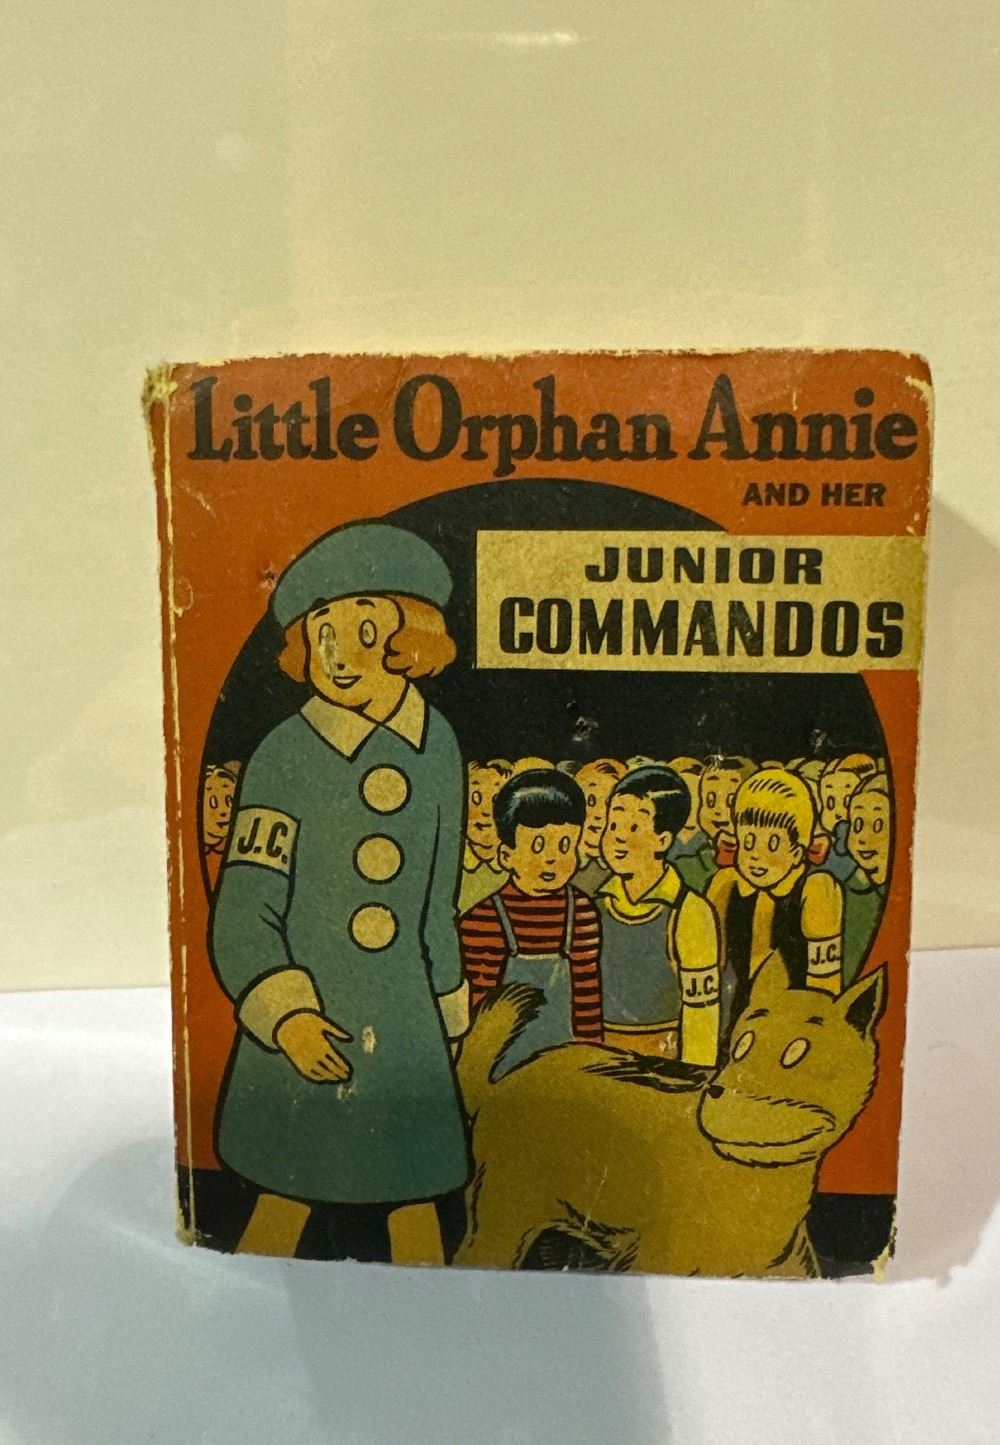 Little Orphan Annie
AND HER
JUNIOR
COMMANDOS
J.C.
J.C.
J.C.